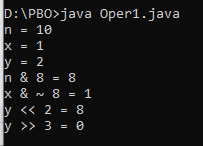 D:\PBO>java Oper1.java
n = 10
x = 1
y = 2
n & 8 = 8
x & ~ 8 = 1
y << 2 = 8
y >> 3 = 0